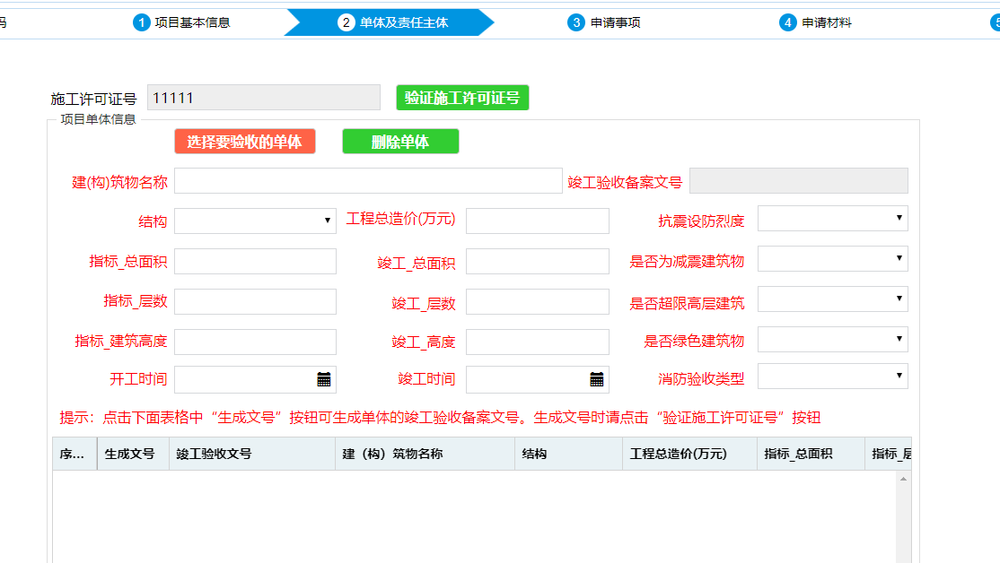 码 1 项目基本信息 2 单体及责任主体 3 申请事项 4 申请材料 5
施工许可证号 11111 验证施工许可证号
项目单体信息
选择要验收的单体 删除单体
建(构)筑物名称 竣工验收备案文号
结构 工程总造价(万元) 抗震设防烈度
指标_总面积 竣工_总面积 是否为减震建筑物
指标_层数 竣工_层数 是否超限高层建筑
指标_建筑高度 竣工_高度 是否绿色建筑物
开工时间 竣工时间 消防验收类型
提示：点击下面表格中“生成文号”按钮可生成单体的竣工验收备案文号。生成文号时请点击“验证施工许可证号”按钮
序... 生成文号 竣工验收文号 建（构）筑物名称 结构 工程总造价(万元) 指标_总面积 指标_层